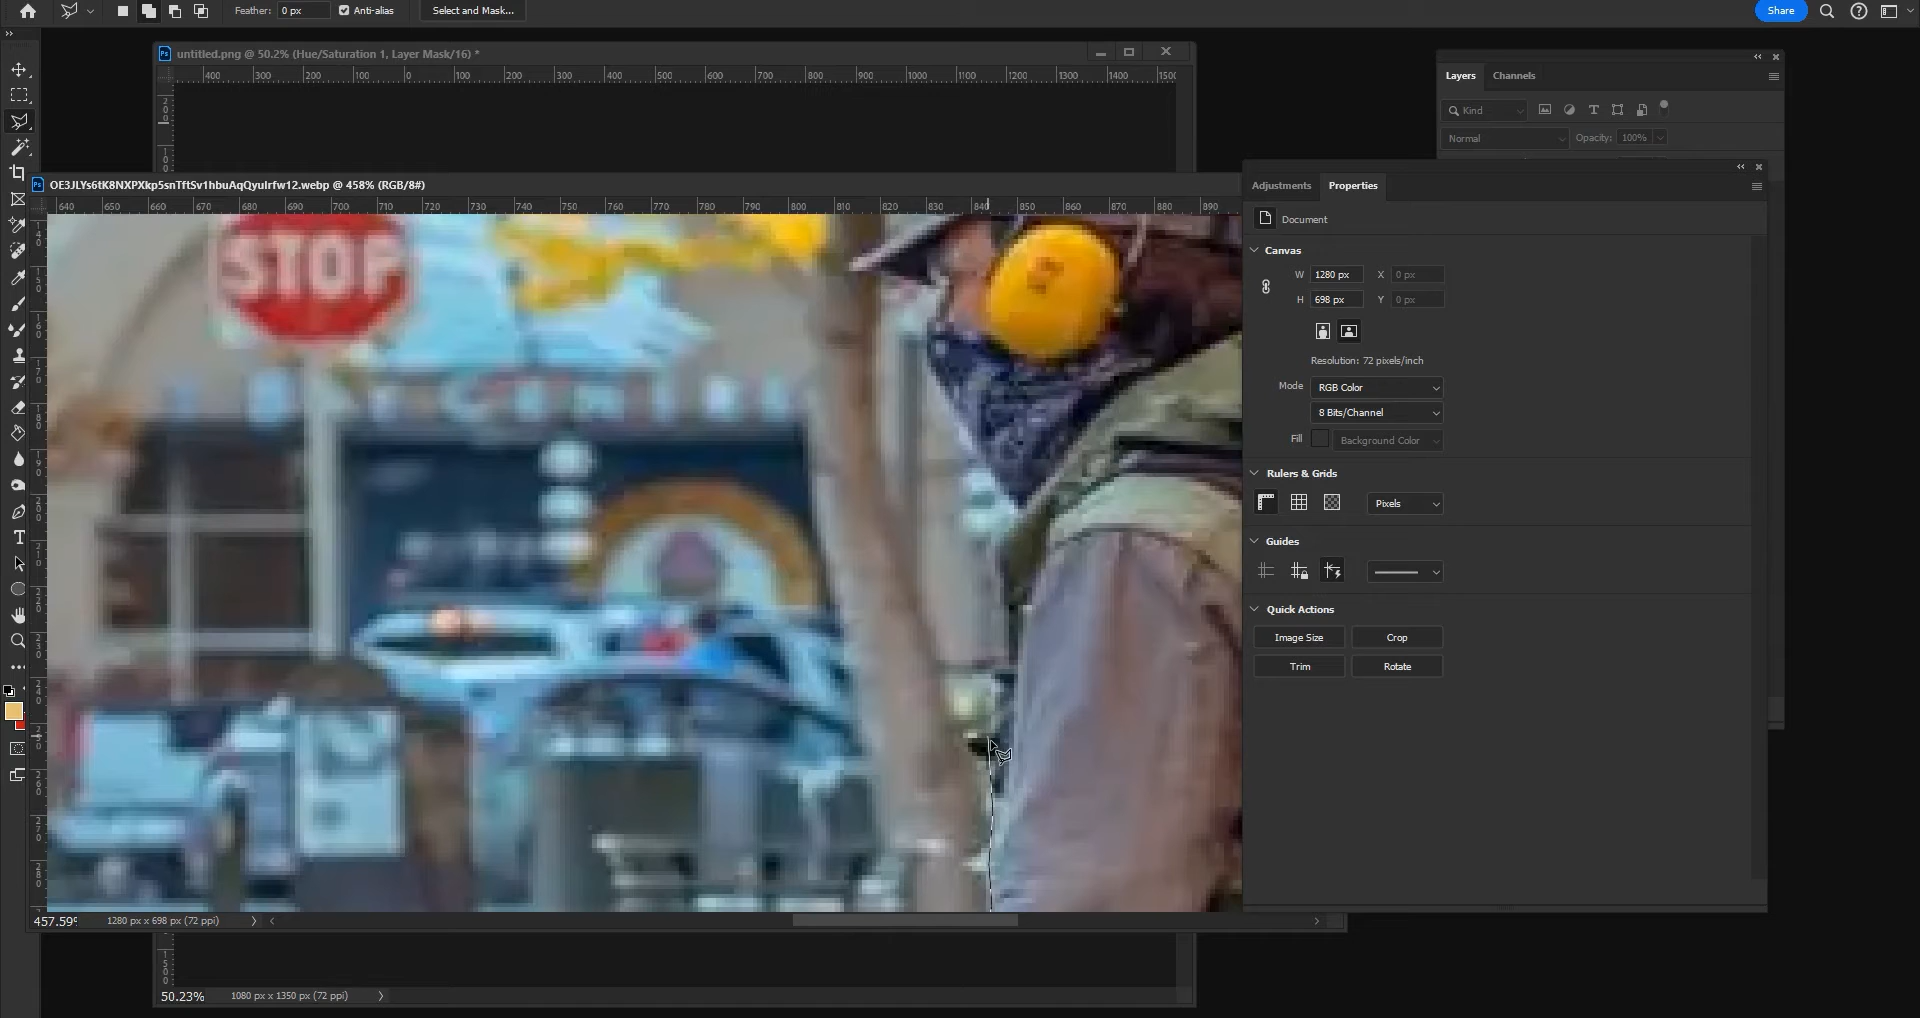 Feather: 0 px Anti-alias Select and Mask... Share
untitled.png @ 50.2% (Hue/Saturation 1, Layer Mask/16) *
400 300 200 100 0 100 200 300 400 500 600 700 800 900 1000 1100 1200 1300 1400 1500
Layers Channels
Kind
Normal Opacity: 100%
OE3JLYs6tK8NXPXkp5snTftSv1hbuAqQyuIrfw12.webp @ 458% (RGB/8#)
640 650 660 670 680 690 700 710 720 730 740 750 760 770 780 790 800 810 820 830 840 850 860 870 880 890
STOP
Adjustments Properties
Document
Canvas
W 1280 px X 0 px
H 698 px Y 0 px
Resolution: 72 pixels/inch
Mode RGB Color
8 Bits/Channel
Fill Background Color
Rulers & Grids
Pixels
Guides
Quick Actions
Image Size Crop
Trim Rotate
457.59% 1280 px x 698 px (72 ppi)
50.23% 1080 px x 1350 px (72 ppi)